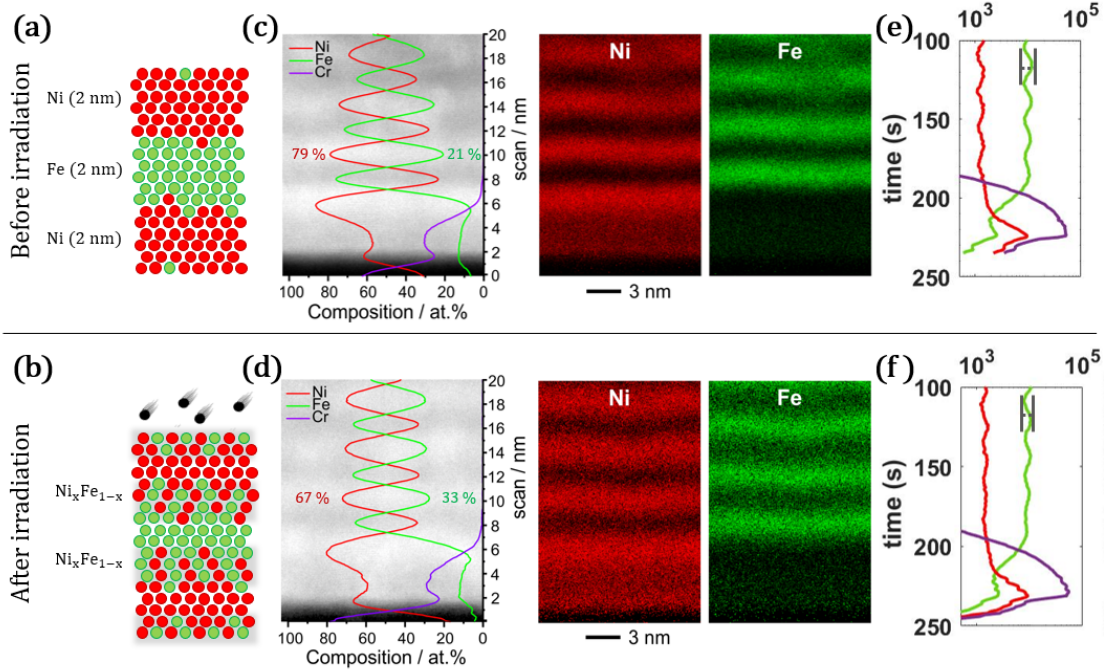 (a)
Before irradiation
Ni (2 nm)
Fe (2 nm)
Ni (2 nm)
(c)
Ni
Fe
Cr
79 %
21 %
20
18
16
14
12
10
8
6
4
2
0
scan / nm
100 80 60 40 20 0
Composition / at.%
Ni
Fe
3 nm
(e)
10³ 10⁵
100
150
200
250
time (s)
(b)
After irradiation
NiₓFe₁₋ₓ
NiₓFe₁₋ₓ
(d)
Ni
Fe
Cr
67 %
33 %
20
18
16
14
12
10
8
6
4
2
scan / nm
100 80 60 40 20 0
Composition / at.%
Ni
Fe
3 nm
(f)
10³ 10⁵
100
150
200
250
time (s)